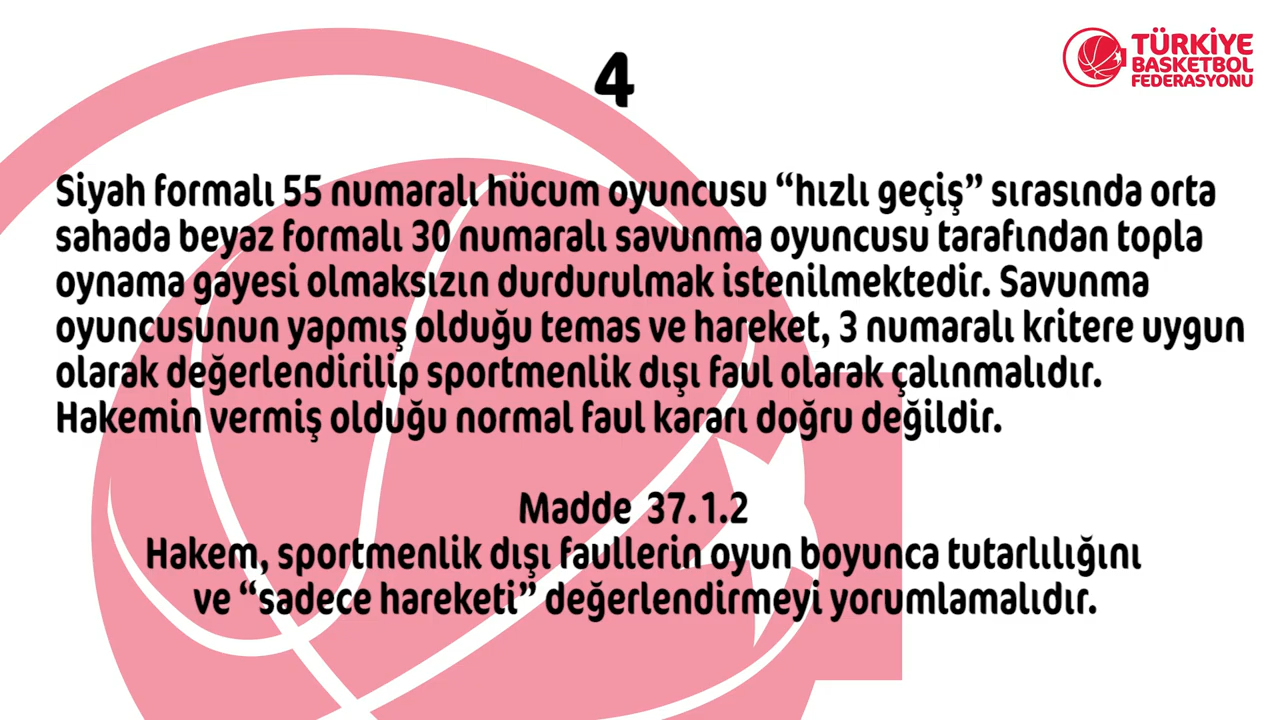 4
TÜRKİYE
BASKETBOL
FEDERASYONU
Siyah formalı 55 numaralı hücum oyuncusu “hızlı geçiş” sırasında orta
sahada beyaz formalı 30 numaralı savunma oyuncusu tarafından topla
oynama gayesi olmaksızın durdurulmak istenilmektedir. Savunma
oyuncusunun yapmış olduğu temas ve hareket, 3 numaralı kritere uygun
olarak değerlendirilip sportmenlik dışı faul olarak çalınmalıdır.
Hakemin vermiş olduğu normal faul kararı doğru değildir.
Madde 37.1.2
Hakem, sportmenlik dışı faullerin oyun boyunca tutarlılığını
ve “sadece hareketi” değerlendirmeyi yorumlamalıdır.